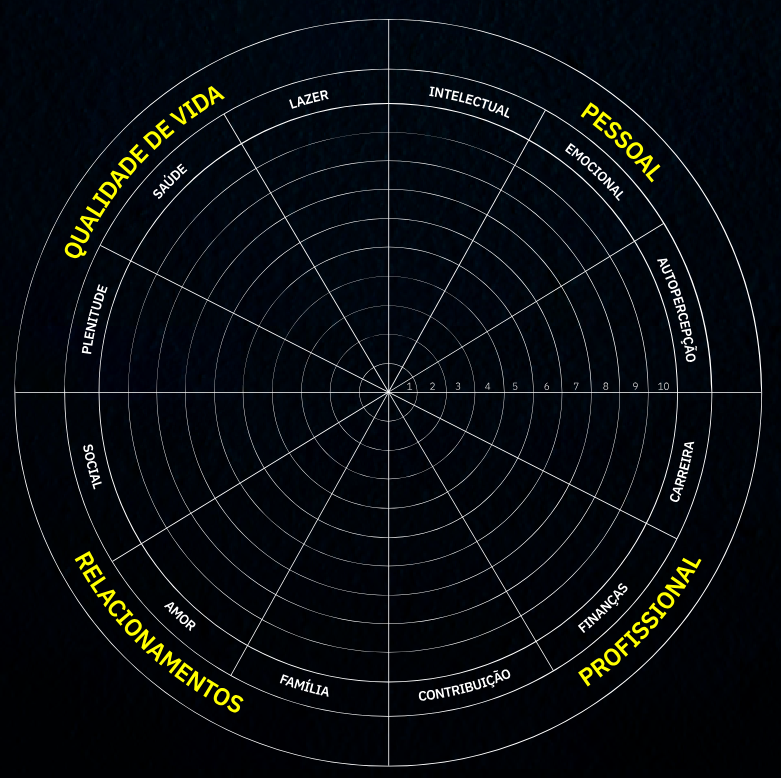 QUALIDADE DE VIDA
LAZER
SAÚDE
PLENITUDE
PESSOAL
INTELECTUAL
EMOCIONAL
AUTOPERCEPÇÃO
1 2 3 4 5 6 7 8 9 10
PROFISSIONAL
CARREIRA
FINANÇAS
CONTRIBUIÇÃO
RELACIONAMENTOS
SOCIAL
AMOR
FAMÍLIA